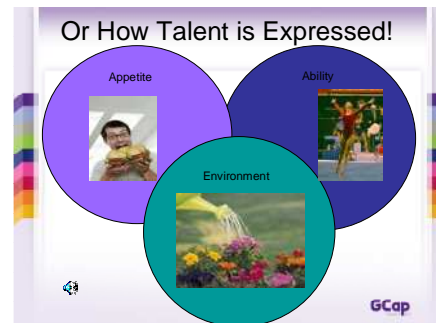 Or How Talent is Expressed!
Appetite
Ability
Environment
GCap